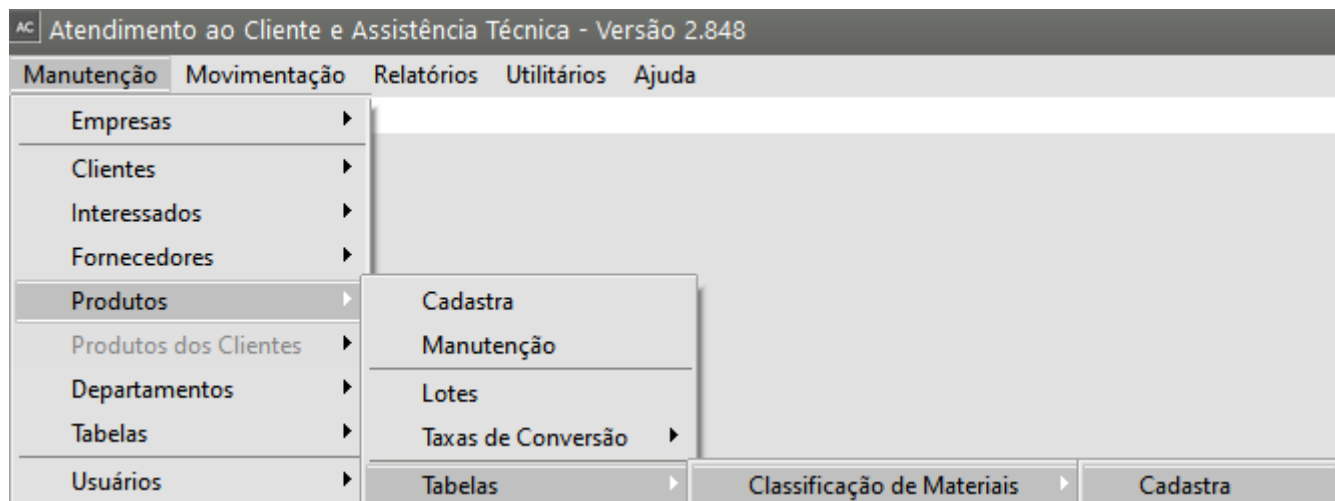 AC Atendimento ao Cliente e Assistência Técnica - Versão 2.848
Manutenção Movimentação Relatórios Utilitários Ajuda
Empresas
Clientes
Interessados
Fornecedores
Produtos Cadastra
Produtos dos Clientes Manutenção
Departamentos Lotes
Tabelas Taxas de Conversão
Usuários Tabelas Classificação de Materiais Cadastra